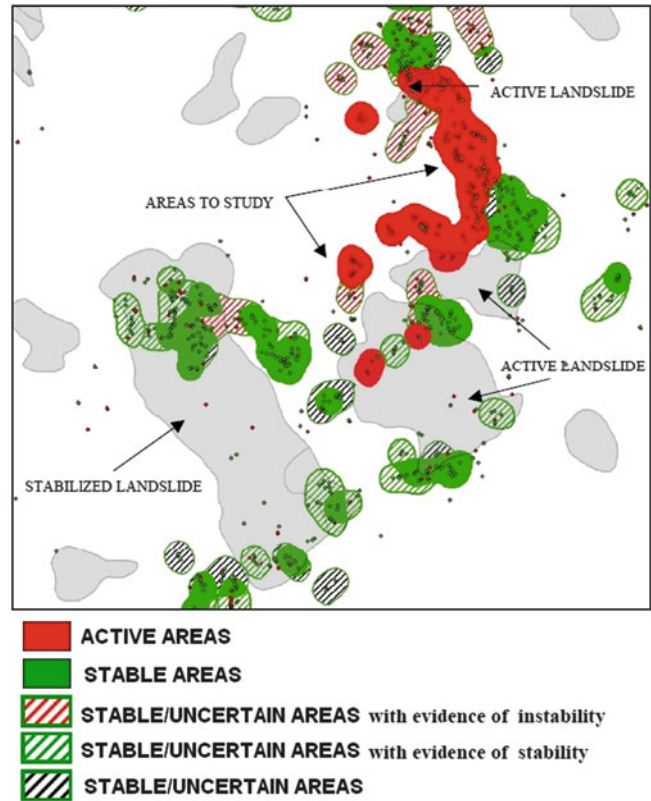 ACTIVE LANDSLIDE
AREAS TO STUDY
ACTIVE LANDSLIDE
STABILIZED LANDSLIDE
ACTIVE AREAS
STABLE AREAS
STABLE/UNCERTAIN AREAS with evidence of instability
STABLE/UNCERTAIN AREAS with evidence of stability
STABLE/UNCERTAIN AREAS